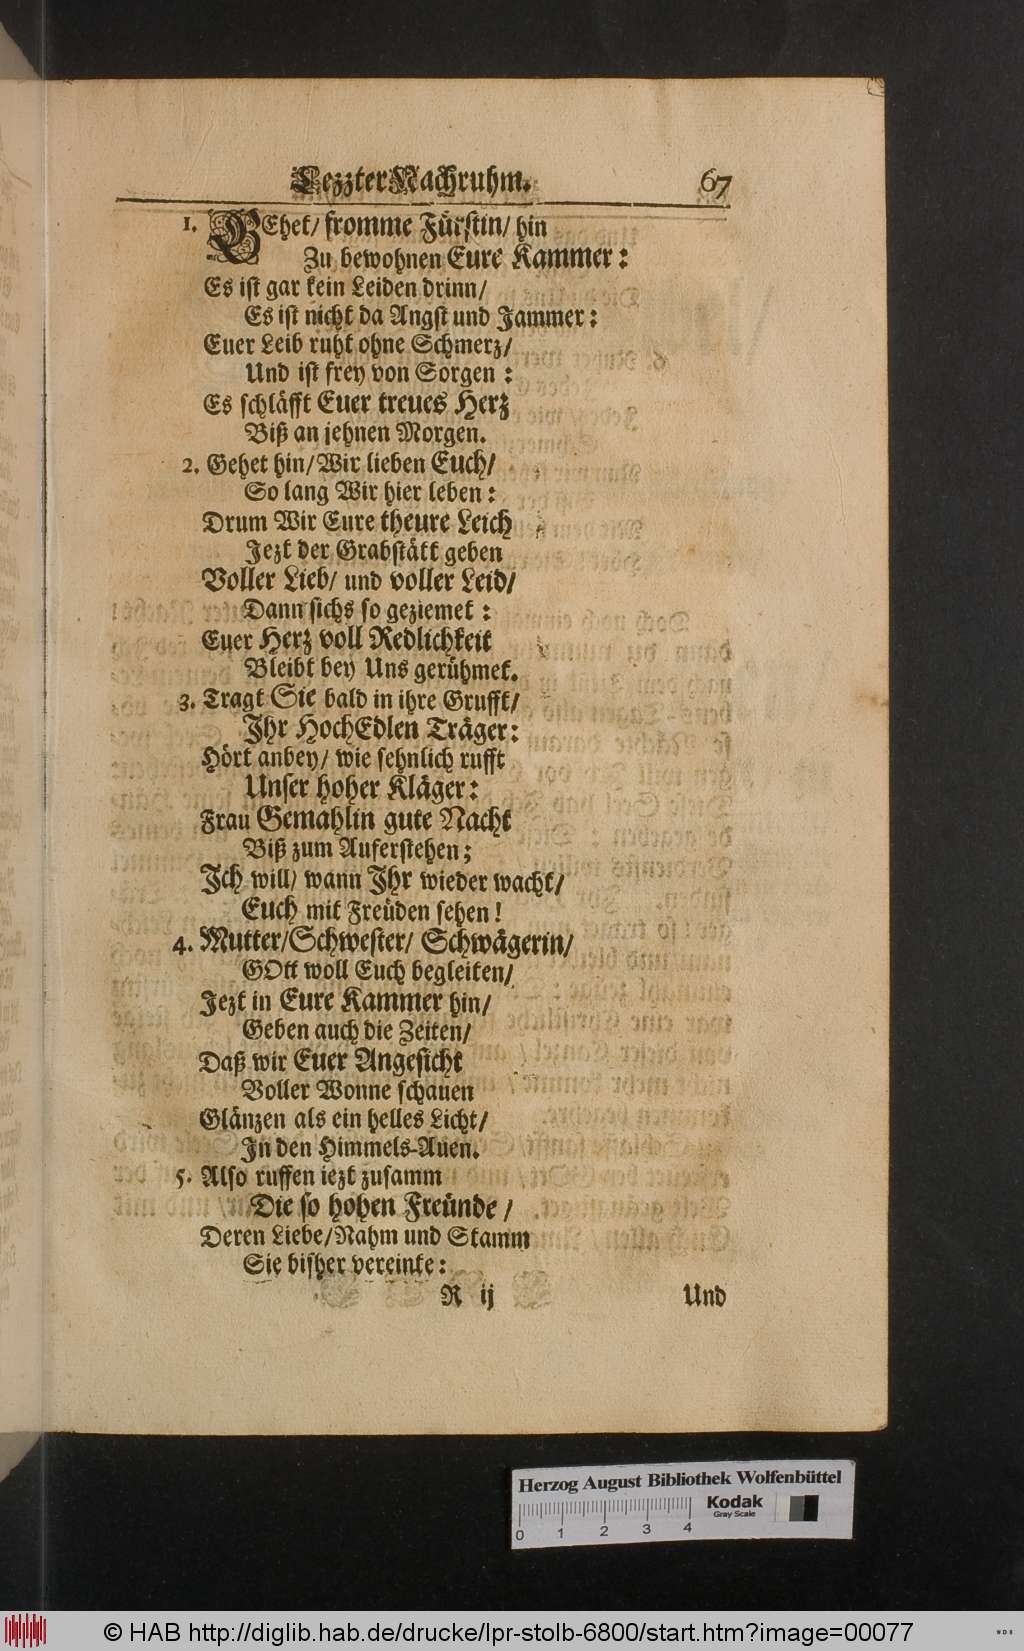 Lezzter Nachruhm. 67
1. GEhet/ fromme Fürstin/ hin
Zu bewohnen Eure Kammer:
Es ist gar kein Leiden drinn/
Es ist nicht da Angst und Jammer:
Euer Leib ruht ohne Schmerz/
Und ist frey von Sorgen:
Es schläfft Euer treues Herz
Biß an jehnen Morgen.
2. Gehet hin/ Wir lieben Euch/
So lang Wir hier leben:
Drum Wir Eure theure Leich
Jezt der Grabstätt geben
Voller Lieb/ und voller Leid/
Dann sichs so geziemet:
Euer Herz voll Redlichkeit
Bleibt bey Uns gerühmet.
3. Tragt Sie bald in ihre Grufft/
Ihr HochEdlen Träger:
Hört anbey/ wie sehnlich rufft
Unser hoher Kläger:
Frau Gemahlin gute Nacht
Biß zum Auferstehen;
Ich will/ wann Ihr wieder wacht/
Euch mit Freüden sehen!
4. Mutter/ Schwester/ Schwägerin/
GOtt woll Euch begleiten/
Jezt in Eure Kammer hin/
Geben auch die Zeiten/
Daß wir Euer Angesicht
Voller Wonne schauen
Glänzen als ein helles Licht/
In den Himmels-Auen.
5. Also ruffen iezt zusamm
Die so hohen Freünde/
Deren Liebe/ Nahm und Stamm
Sie bißher vereinte:
R ij Und
Herzog August Bibliothek Wolfenbüttel
0 1 2 3 4
Kodak
Gray Scale
© HAB http://diglib.hab.de/drucke/lpr-stolb-6800/start.htm?image=00077